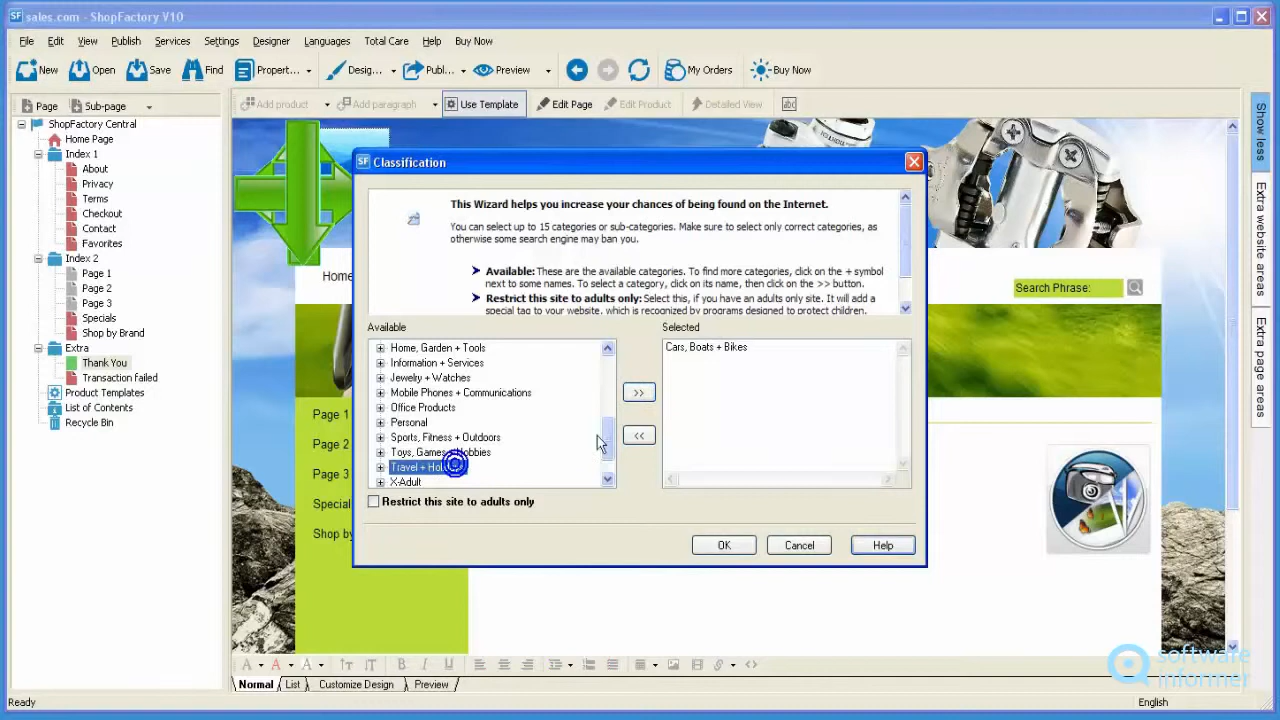 sales.com - ShopFactory V10
File Edit View Publish Services Settings Designer Languages Total Care Help Buy Now
New Open Save Find Propert... Desig... Publ... Preview My Orders Buy Now
Page Sub-page Add product Add paragraph Use Template Edit Page Edit Product Detailed View
ShopFactory Central
Home Page
Index 1
About
Privacy
Terms
Checkout
Contact
Favorites
Index 2
Page 1
Page 2
Page 3
Specials
Shop by Brand
Extra
Thank You
Transaction failed
Product Templates
List of Contents
Recycle Bin
Show less
Extra website areas
Extra page areas
Home
Search Phrase:
Page 1
Page 2
Page 3
Special
Shop by
Classification
This Wizard helps you increase your chances of being found on the Internet.
You can select up to 15 categories or sub-categories. Make sure to select only correct categories, as
otherwise some search engine may ban you.
Available: These are the available categories. To find more categories, click on the + symbol
next to some names. To select a category, click on its name, then click on the >> button.
Restrict this site to adults only: Select this, if you have an adults only site. It will add a
special tag to your website, which is recognized by programs designed to protect children.
Available
Selected
Home, Garden + Tools
Information + Services
Jewelry + Watches
Mobile Phones + Communications
Office Products
Personal
Sports, Fitness + Outdoors
Toys, Games + Hobbies
Travel + Hol
X-Adult
Cars, Boats + Bikes
>>
<<
Restrict this site to adults only
OK Cancel Help
Normal List Customize Design Preview
Ready
English
software
informer